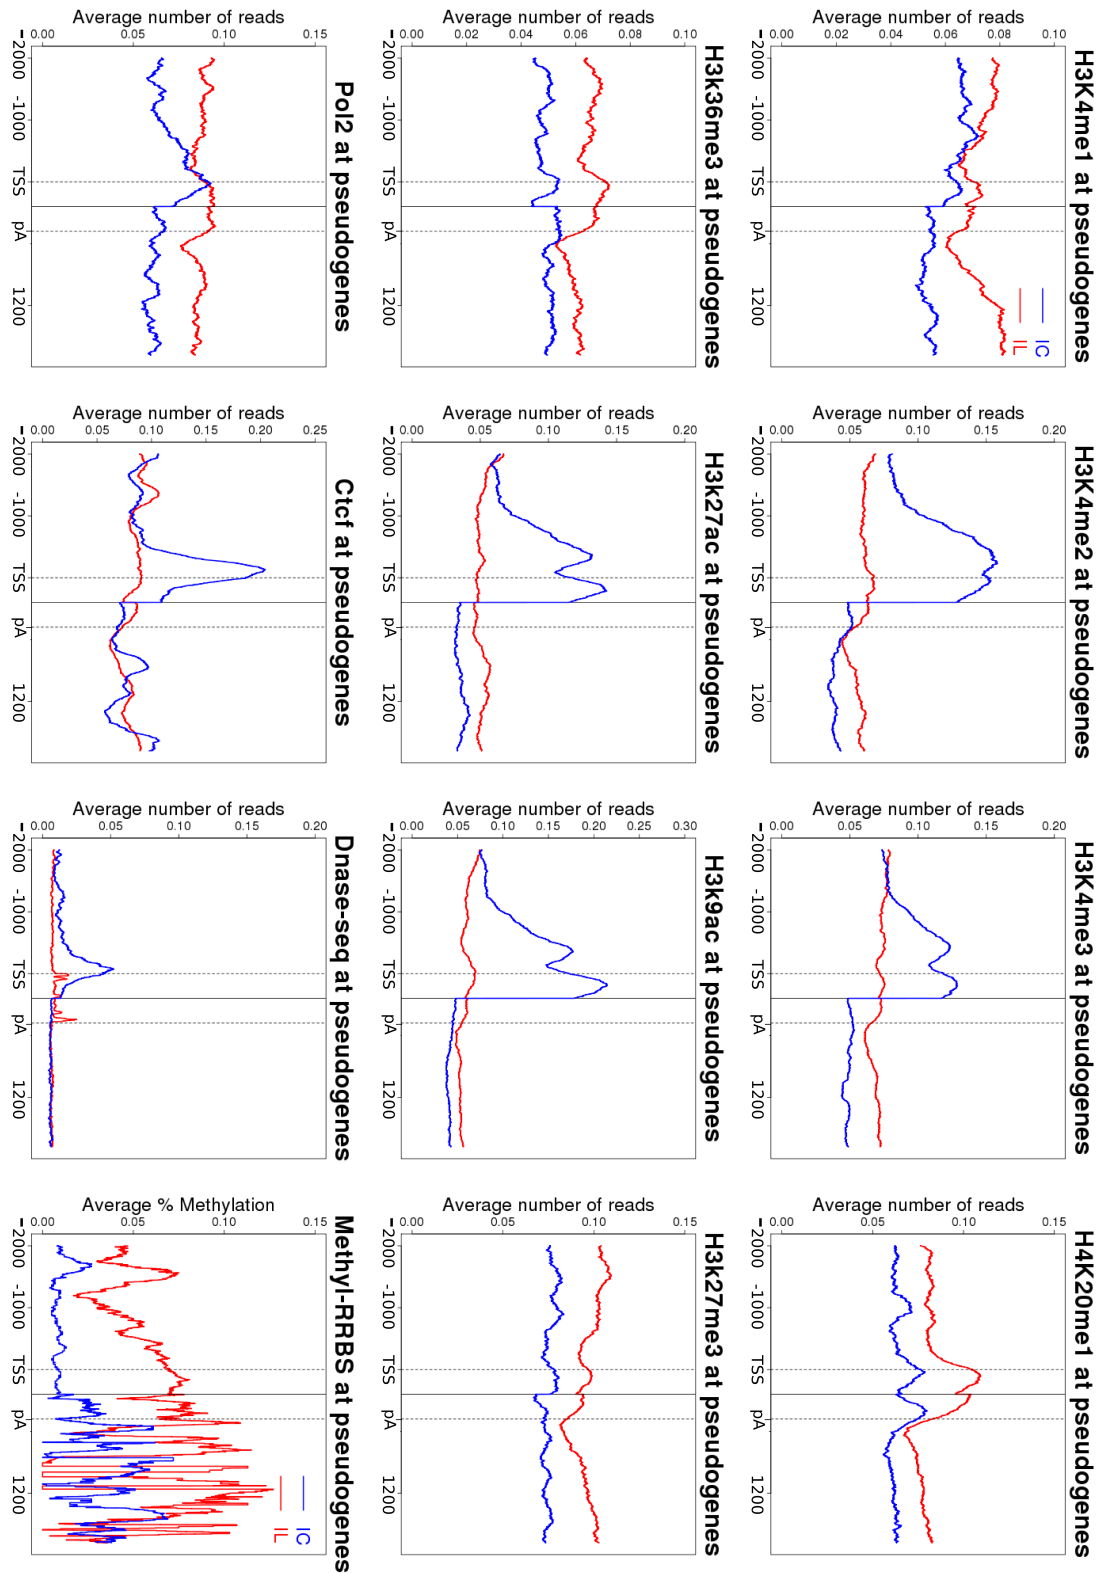 H3K4me1 at pseudogenes
Average number of reads
0.00 0.02 0.04 0.06 0.08 0.10
IC
IL
-2000 -1000 TSS pA 1200
H3K4me2 at pseudogenes
Average number of reads
0.00 0.05 0.10 0.15 0.20
-2000 -1000 TSS pA 1200
H3K4me3 at pseudogenes
Average number of reads
0.00 0.05 0.10 0.15 0.20
-2000 -1000 TSS pA 1200
H4K20me1 at pseudogenes
Average number of reads
0.00 0.05 0.10 0.15
-2000 -1000 TSS pA 1200
H3k36me3 at pseudogenes
Average number of reads
0.00 0.02 0.04 0.06 0.08 0.10
-2000 -1000 TSS pA 1200
H3k27ac at pseudogenes
Average number of reads
0.00 0.05 0.10 0.15 0.20
-2000 -1000 TSS pA 1200
H3k9ac at pseudogenes
Average number of reads
0.00 0.05 0.10 0.15 0.20 0.30
-2000 -1000 TSS pA 1200
H3k27me3 at pseudogenes
Average number of reads
0.00 0.05 0.10 0.15
-2000 -1000 TSS pA 1200
Pol2 at pseudogenes
Average number of reads
0.00 0.05 0.10 0.15
-2000 -1000 TSS pA 1200
Ctcf at pseudogenes
Average number of reads
0.00 0.05 0.10 0.20 0.25
-2000 -1000 TSS pA 1200
Dnase-seq at pseudogenes
Average number of reads
0.00 0.05 0.10 0.15 0.20
-2000 -1000 TSS pA 1200
Methyl-RRBS at pseudogenes
Average % Methylation
0.00 0.05 0.10 0.15
IC
IL
-2000 -1000 TSS pA 1200